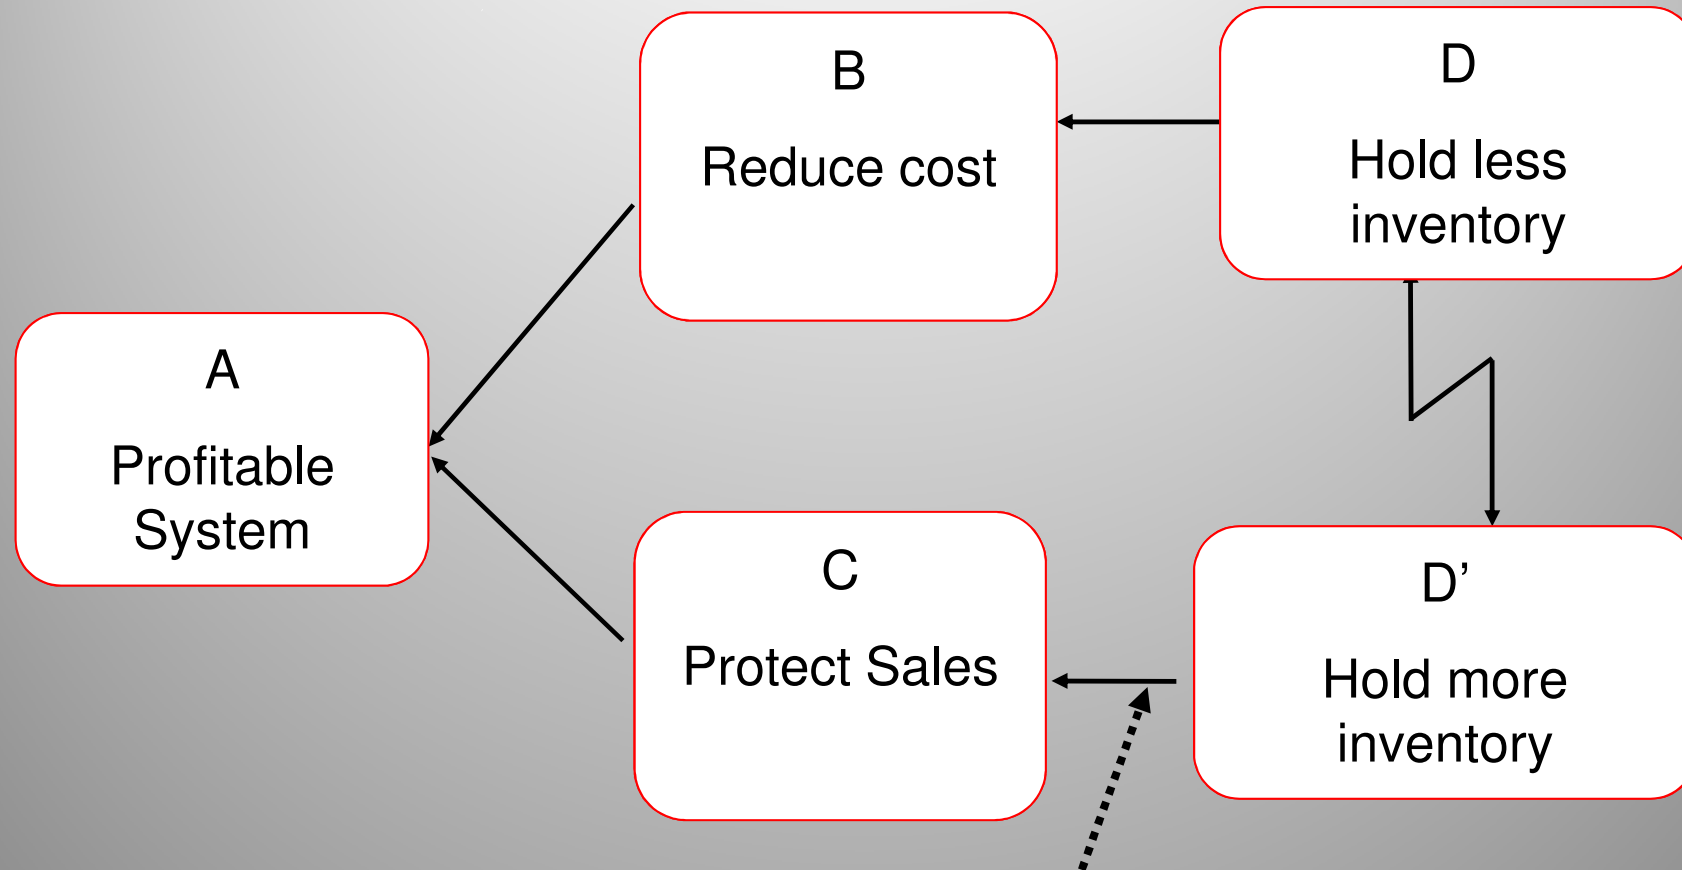 B
Reduce cost
D
Hold less
inventory
A
Profitable
System
C
Protect Sales
D’
Hold more
inventory